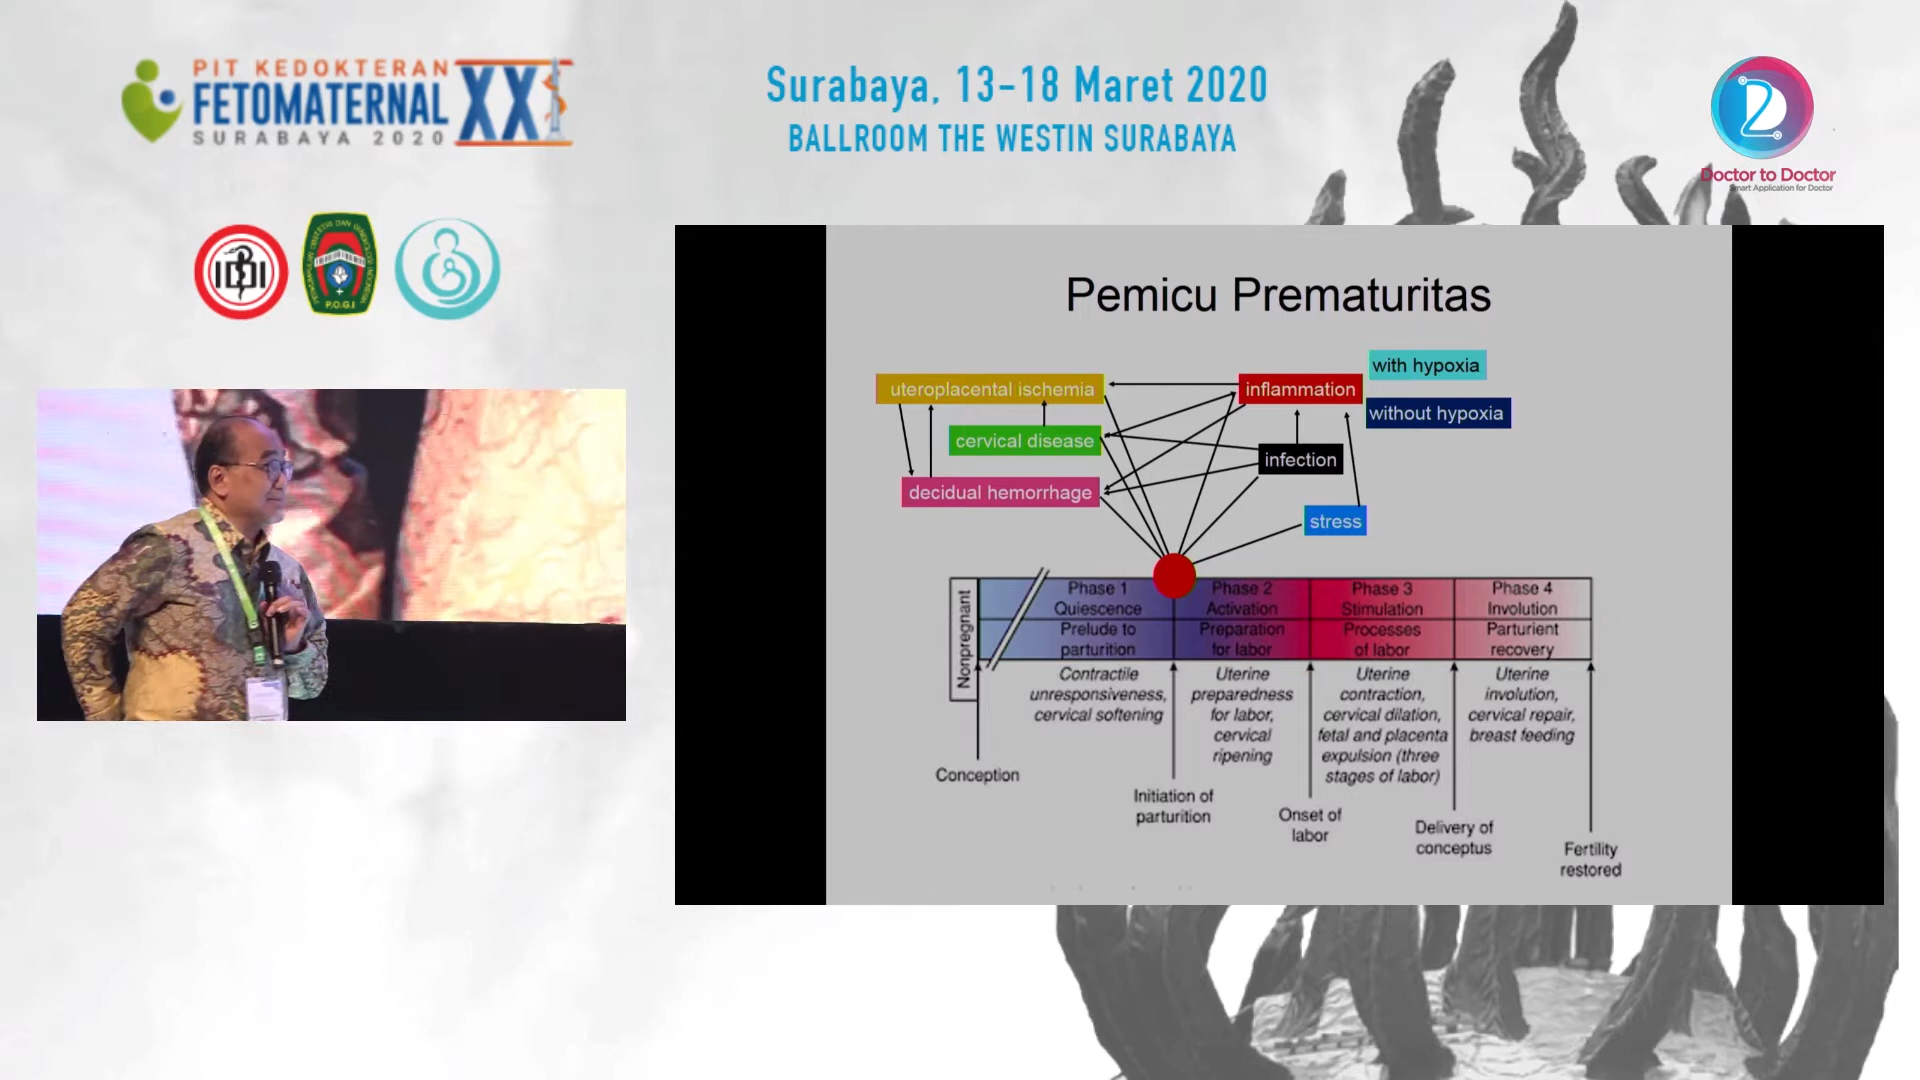 PIT KEDOKTERAN
FETOMATERNAL
SURABAYA 2020
XXI
Surabaya, 13-18 Maret 2020
BALLROOM THE WESTIN SURABAYA
Doctor to Doctor
Smart Application for Doctor
IDI
P.O.G.I
Pemicu Prematuritas
with hypoxia
uteroplacental ischemia
inflammation
without hypoxia
cervical disease
infection
decidual hemorrhage
stress
Nonpregnant
Phase 1
Quiescence
Prelude to
parturition
Phase 2
Activation
Preparation
for labor
Phase 3
Stimulation
Processes
of labor
Phase 4
Involution
Parturient
recovery
Contractile
unresponsiveness,
cervical softening
Uterine
preparedness
for labor,
cervical
ripening
Uterine
contraction,
cervical dilation,
fetal and placenta
expulsion (three
stages of labor)
Uterine
involution,
cervical repair,
breast feeding
Conception
Initiation of
parturition
Onset of
labor
Delivery of
conceptus
Fertility
restored